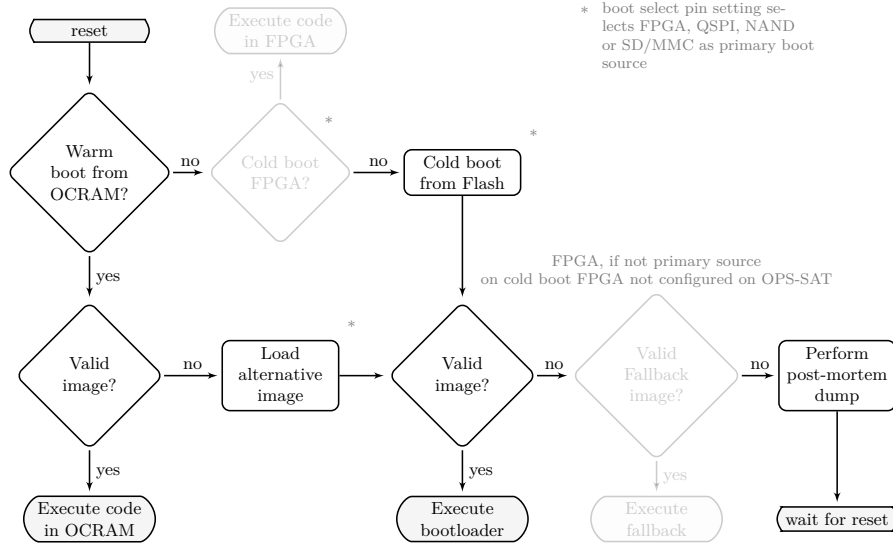 reset
Execute code
in FPGA
* boot select pin setting se-
lects FPGA, QSPI, NAND
or SD/MMC as primary boot
source
yes
*
*
Warm
boot from
OCRAM?
no
Cold boot
FPGA?
no
Cold boot
from Flash
yes
FPGA, if not primary source
on cold boot FPGA not configured on OPS-SAT
*
Valid
image?
no
Load
alternative
image
Valid
image?
no
Valid
Fallback
image?
no
Perform
post-mortem
dump
yes
yes
yes
Execute code
in OCRAM
Execute
bootloader
Execute
fallback
wait for reset